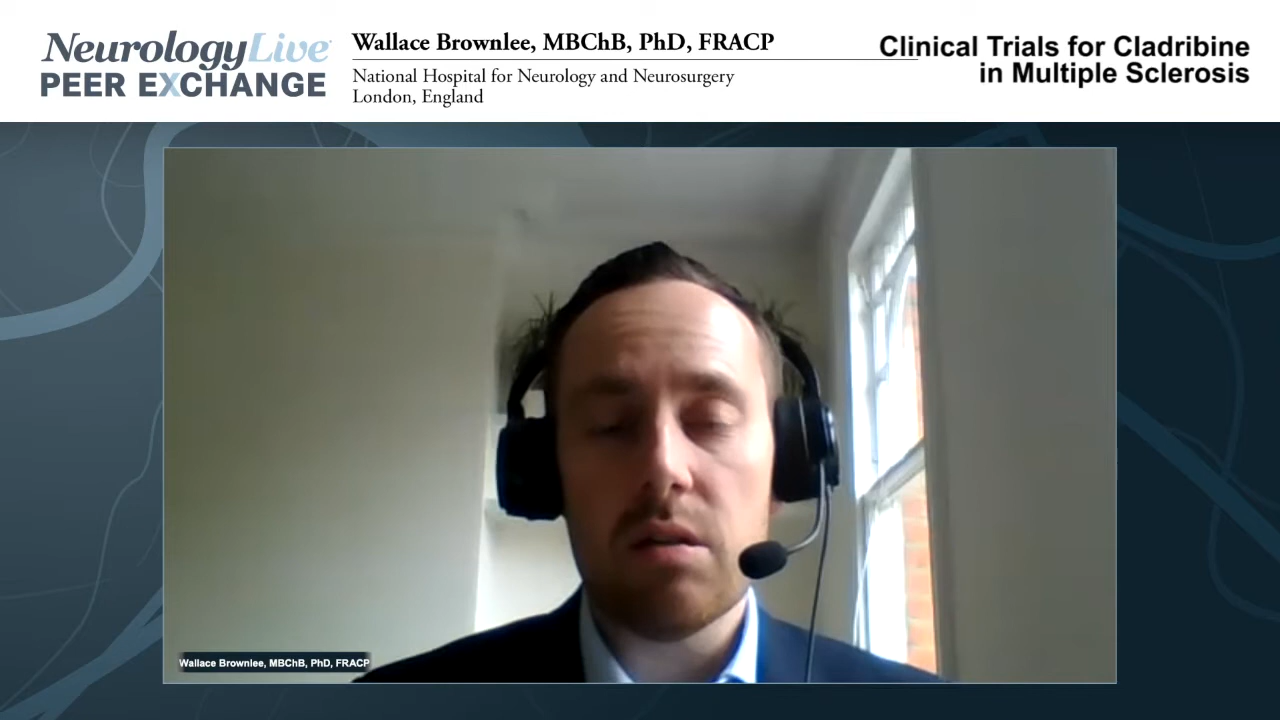 NeurologyLive
PEER EXCHANGE
Wallace Brownlee, MBChB, PhD, FRACP
National Hospital for Neurology and Neurosurgery
London, England
Clinical Trials for Cladribine
in Multiple Sclerosis
Wallace Brownlee, MBChB, PhD, FRACP